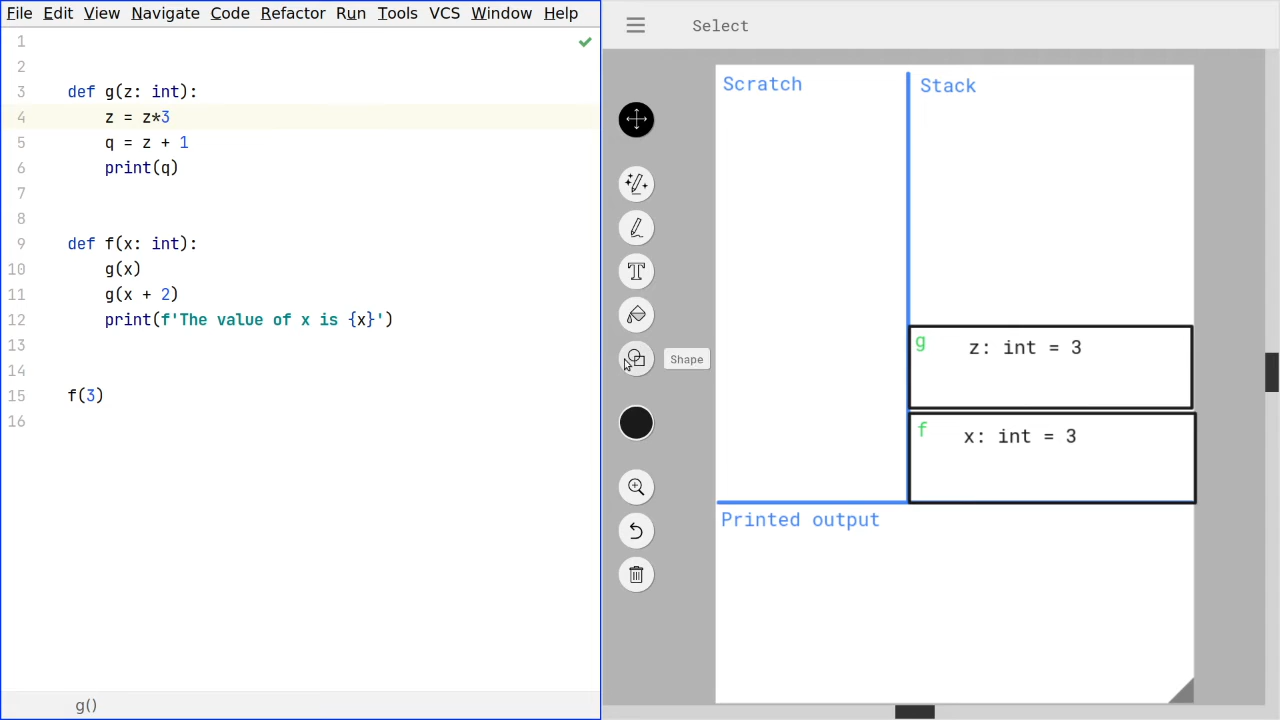 File Edit View Navigate Code Refactor Run Tools VCS Window Help
1
2
3 def g(z: int):
4 z = z*3
5 q = z + 1
6 print(q)
7
8
9 def f(x: int):
10 g(x)
11 g(x + 2)
12 print(f'The value of x is {x}')
13
14
15 f(3)
16
g()
Select
Scratch
Stack
g z: int = 3
Shape
f x: int = 3
Printed output